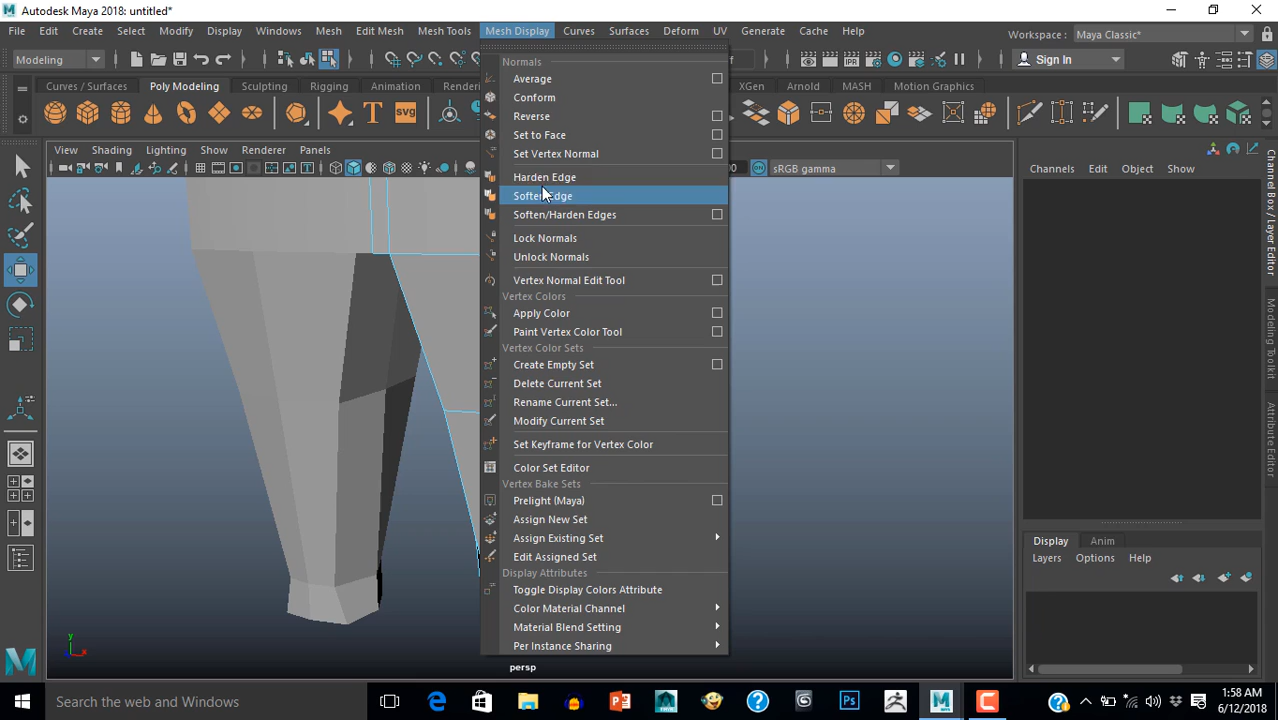 Autodesk Maya 2018: untitled*
File Edit Create Select Modify Display Windows Mesh Edit Mesh Mesh Tools Mesh Display Curves Surfaces Deform UV Generate Cache Help
Workspace : Maya Classic*
Modeling
Sign In
Curves / Surfaces Poly Modeling Sculpting Rigging Animation XGen Arnold MASH Motion Graphics
View Shading Lighting Show Renderer Panels
sRGB gamma
Channels Edit Object Show
Normals
Average
Conform
Reverse
Set to Face
Set Vertex Normal
Harden Edge
Soften Edge
Soften/Harden Edges
Lock Normals
Unlock Normals
Vertex Normal Edit Tool
Vertex Colors
Apply Color
Paint Vertex Color Tool
Vertex Color Sets
Create Empty Set
Delete Current Set
Rename Current Set...
Modify Current Set
Set Keyframe for Vertex Color
Color Set Editor
Vertex Bake Sets
Prelight (Maya)
Assign New Set
Assign Existing Set
Edit Assigned Set
Display Attributes
Toggle Display Colors Attribute
Color Material Channel
Material Blend Setting
Per Instance Sharing
persp
y
Channel Box / Layer Editor
Modeling Toolkit
Attribute Editor
Display Anim
Layers Options Help
Search the web and Windows
1:58 AM
6/12/2018